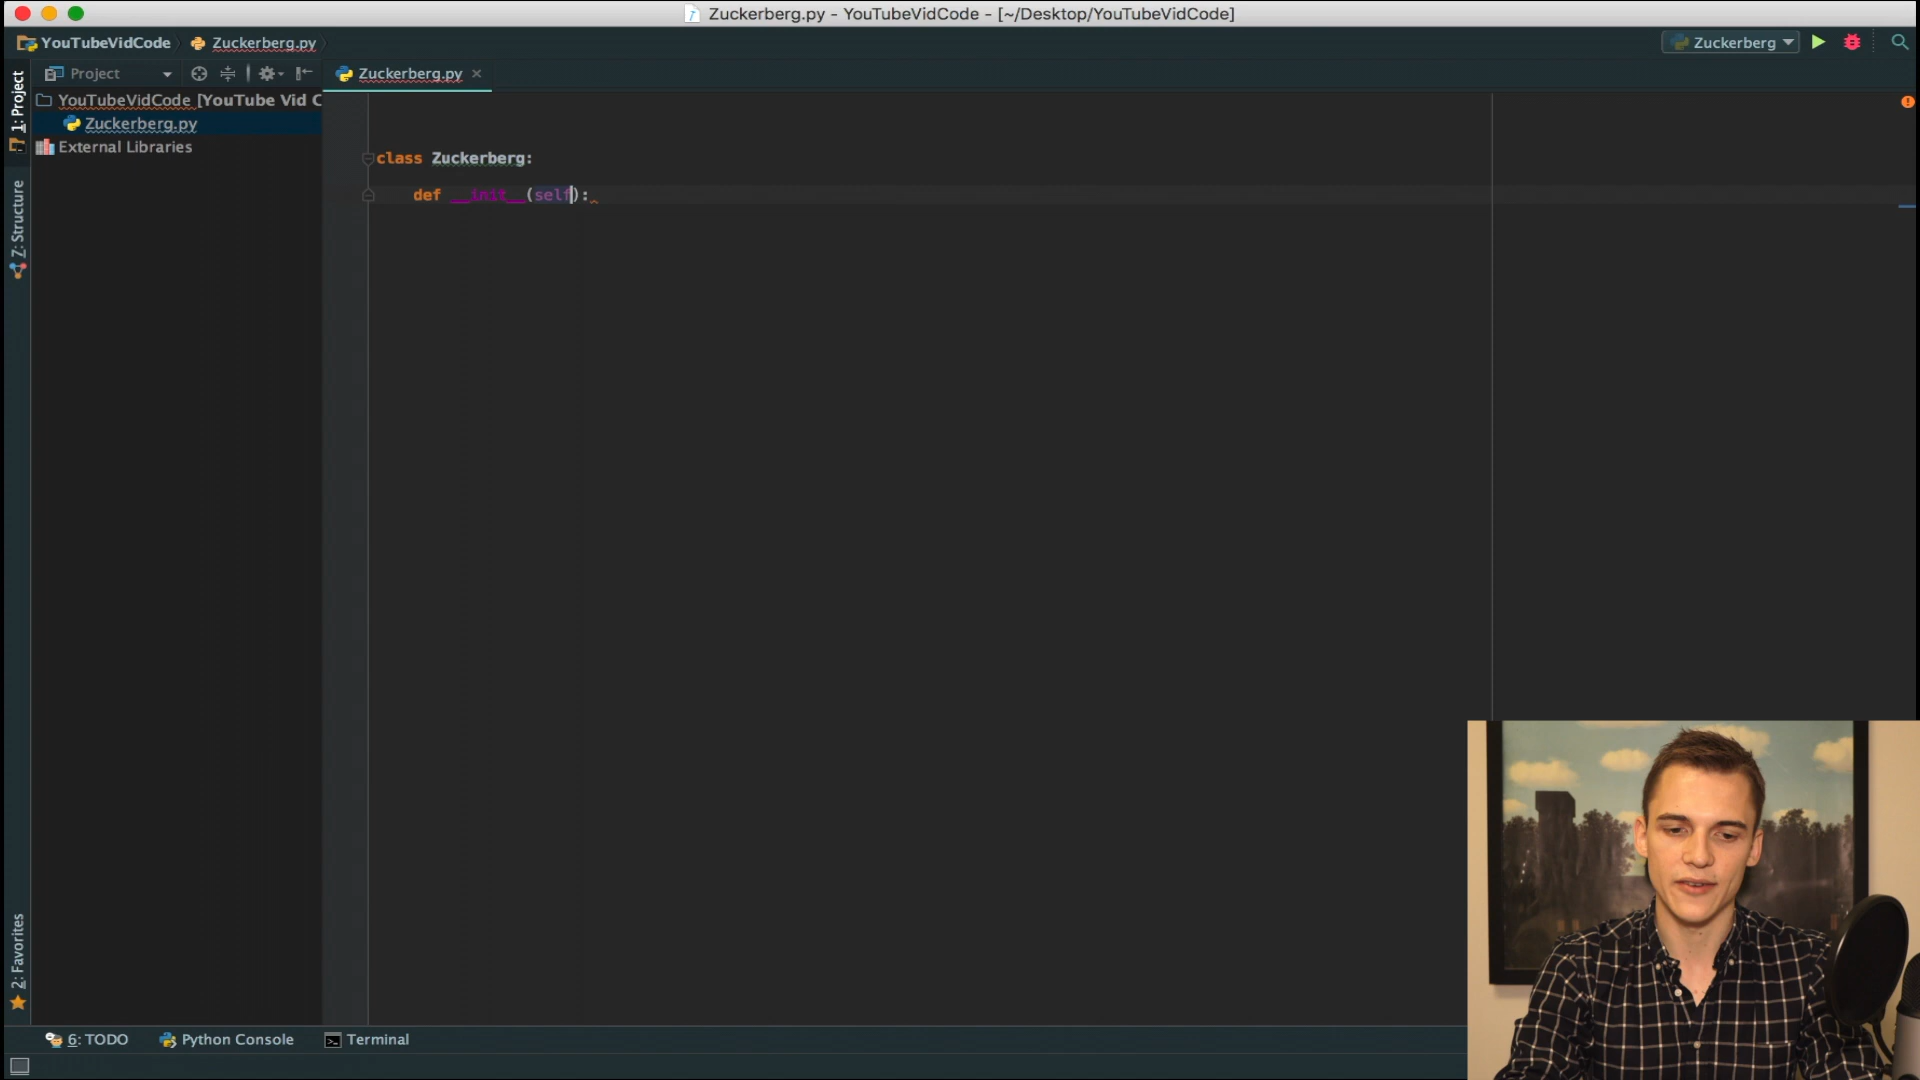 Zuckerberg.py - YouTubeVidCode - [~/Desktop/YouTubeVidCode]
YouTubeVidCode
Zuckerberg.py
Zuckerberg
Project
Zuckerberg.py
1: Project
YouTubeVidCode [YouTube Vid C
Zuckerberg.py
External Libraries
Z: Structure
class Zuckerberg:
def __init__(self):
2: Favorites
6: TODO
Python Console
Terminal